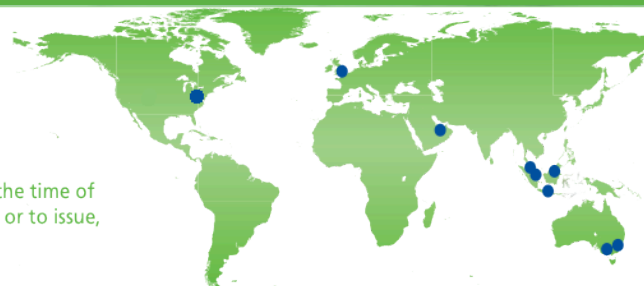 the time of
or to issue,